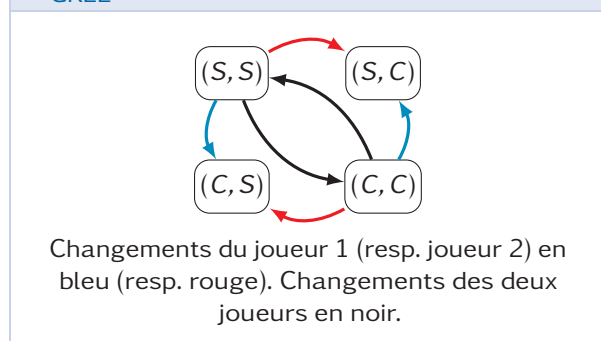 (S, S) (S, C)
(C, S) (C, C)
Changements du joueur 1 (resp. joueur 2) en
bleu (resp. rouge). Changements des deux
joueurs en noir.